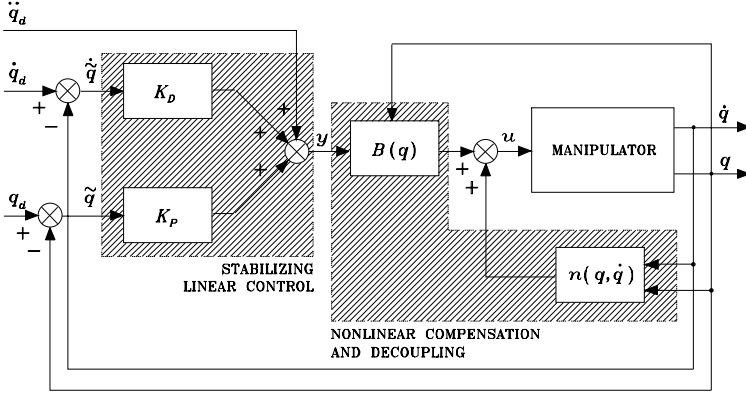 q̈_d
q̇_d
q̃̇
K_D
+
−
+
+
+
y
B(q)
+
+
u
MANIPULATOR
q̇
q
q_d
q̃
K_P
+
−
STABILIZING
LINEAR CONTROL
n(q,q̇)
NONLINEAR COMPENSATION
AND DECOUPLING